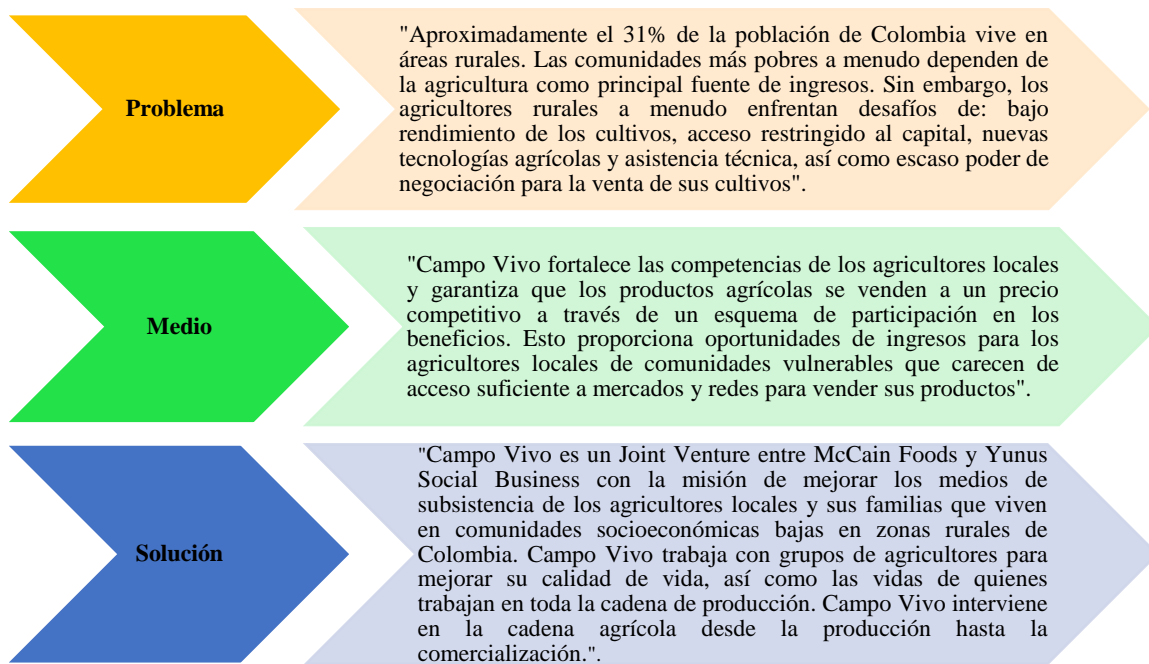 Problema
"Aproximadamente el 31% de la población de Colombia vive en
áreas rurales. Las comunidades más pobres a menudo dependen de
la agricultura como principal fuente de ingresos. Sin embargo, los
agricultores rurales a menudo enfrentan desafíos de: bajo
rendimiento de los cultivos, acceso restringido al capital, nuevas
tecnologías agrícolas y asistencia técnica, así como escaso poder de
negociación para la venta de sus cultivos".
Medio
"Campo Vivo fortalece las competencias de los agricultores locales
y garantiza que los productos agrícolas se venden a un precio
competitivo a través de un esquema de participación en los
beneficios. Esto proporciona oportunidades de ingresos para los
agricultores locales de comunidades vulnerables que carecen de
acceso suficiente a mercados y redes para vender sus productos".
Solución
"Campo Vivo es un Joint Venture entre McCain Foods y Yunus
Social Business con la misión de mejorar los medios de
subsistencia de los agricultores locales y sus familias que viven
en comunidades socioeconómicas bajas en zonas rurales de
Colombia. Campo Vivo trabaja con grupos de agricultores para
mejorar su calidad de vida, así como las vidas de quienes
trabajan en toda la cadena de producción. Campo Vivo interviene
en la cadena agrícola desde la producción hasta la
comercialización.".